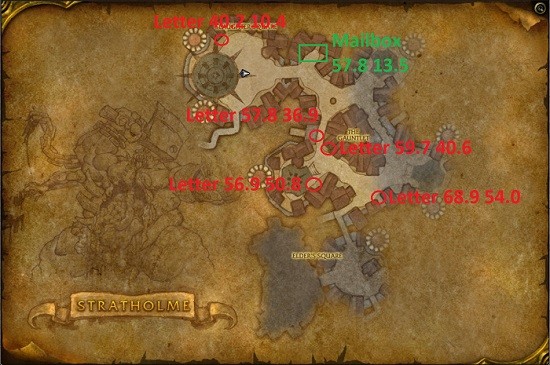 Letter 40.2 10.4
Mailbox
57.8 13.5
Letter 57.8 36.9
THE
GAUNTLET
Letter 59.7 40.6
Letter 56.9 50.8
Letter 68.9 54.0
ELDERS' SQUARE
STRATHOLME